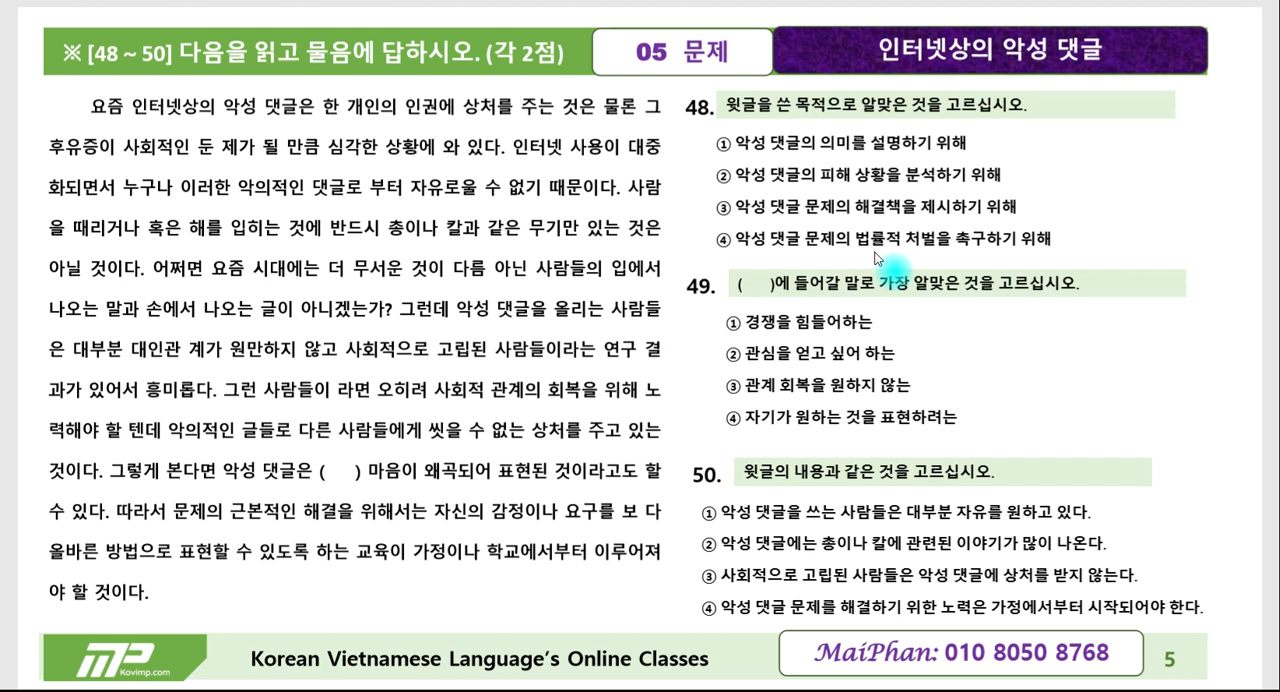 ※ [48 ~ 50] 다음을 읽고 물음에 답하시오. (각 2점)
05 문제
인터넷상의 악성 댓글
요즘 인터넷상의 악성 댓글은 한 개인의 인권에 상처를 주는 것은 물론 그
후유증이 사회적인 둔 제가 될 만큼 심각한 상황에 와 있다. 인터넷 사용이 대중
화되면서 누구나 이러한 악의적인 댓글로 부터 자유로울 수 없기 때문이다. 사람
을 때리거나 혹은 해를 입히는 것에 반드시 총이나 칼과 같은 무기만 있는 것은
아닐 것이다. 어쩌면 요즘 시대에는 더 무서운 것이 다름 아닌 사람들의 입에서
나오는 말과 손에서 나오는 글이 아니겠는가? 그런데 악성 댓글을 올리는 사람들
은 대부분 대인관 계가 원만하지 않고 사회적으로 고립된 사람들이라는 연구 결
과가 있어서 흥미롭다. 그런 사람들이 라면 오히려 사회적 관계의 회복을 위해 노
력해야 할 텐데 악의적인 글들로 다른 사람들에게 씻을 수 없는 상처를 주고 있는
것이다. 그렇게 본다면 악성 댓글은 ( ) 마음이 왜곡되어 표현된 것이라고도 할
수 있다. 따라서 문제의 근본적인 해결을 위해서는 자신의 감정이나 요구를 보 다
올바른 방법으로 표현할 수 있도록 하는 교육이 가정이나 학교에서부터 이루어져
야 할 것이다.
48. 윗글을 쓴 목적으로 알맞은 것을 고르십시오.
① 악성 댓글의 의미를 설명하기 위해
② 악성 댓글의 피해 상황을 분석하기 위해
③ 악성 댓글 문제의 해결책을 제시하기 위해
④ 악성 댓글 문제의 법률적 처벌을 촉구하기 위해
49. ( )에 들어갈 말로 가장 알맞은 것을 고르십시오.
① 경쟁을 힘들어하는
② 관심을 얻고 싶어 하는
③ 관계 회복을 원하지 않는
④ 자기가 원하는 것을 표현하려는
50. 윗글의 내용과 같은 것을 고르십시오.
① 악성 댓글을 쓰는 사람들은 대부분 자유를 원하고 있다.
② 악성 댓글에는 총이나 칼에 관련된 이야기가 많이 나온다.
③ 사회적으로 고립된 사람들은 악성 댓글에 상처를 받지 않는다.
④ 악성 댓글 문제를 해결하기 위한 노력은 가정에서부터 시작되어야 한다.
MP
Kovimp.com
Korean Vietnamese Language's Online Classes
MaiPhan: 010 8050 8768
5